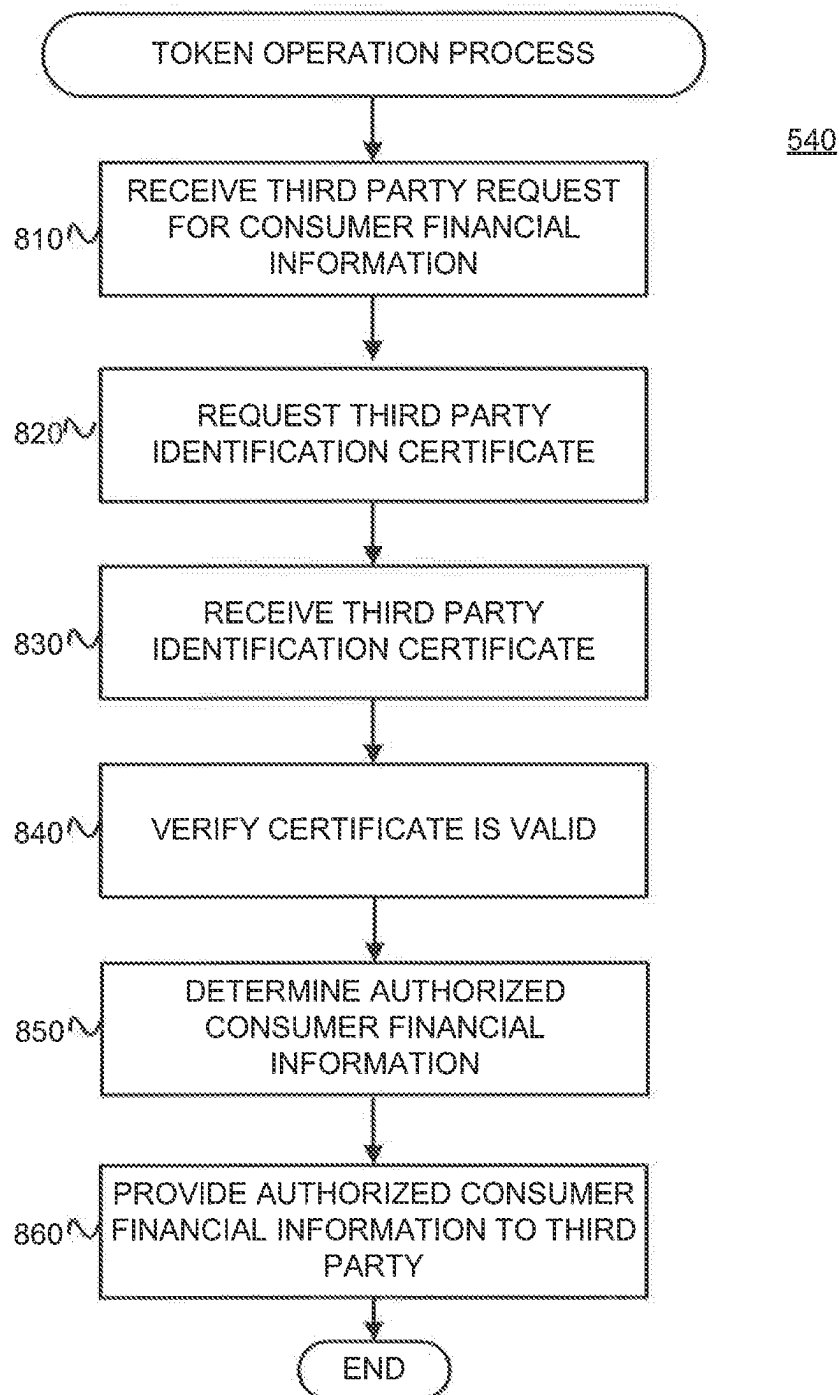 TOKEN OPERATION PROCESS
540
RECEIVE THIRD PARTY REQUEST
FOR CONSUMER FINANCIAL
INFORMATION
810
REQUEST THIRD PARTY
IDENTIFICATION CERTIFICATE
820
RECEIVE THIRD PARTY
IDENTIFICATION CERTIFICATE
830
VERIFY CERTIFICATE IS VALID
840
DETERMINE AUTHORIZED
CONSUMER FINANCIAL
INFORMATION
850
PROVIDE AUTHORIZED CONSUMER
FINANCIAL INFORMATION TO THIRD
PARTY
860
END